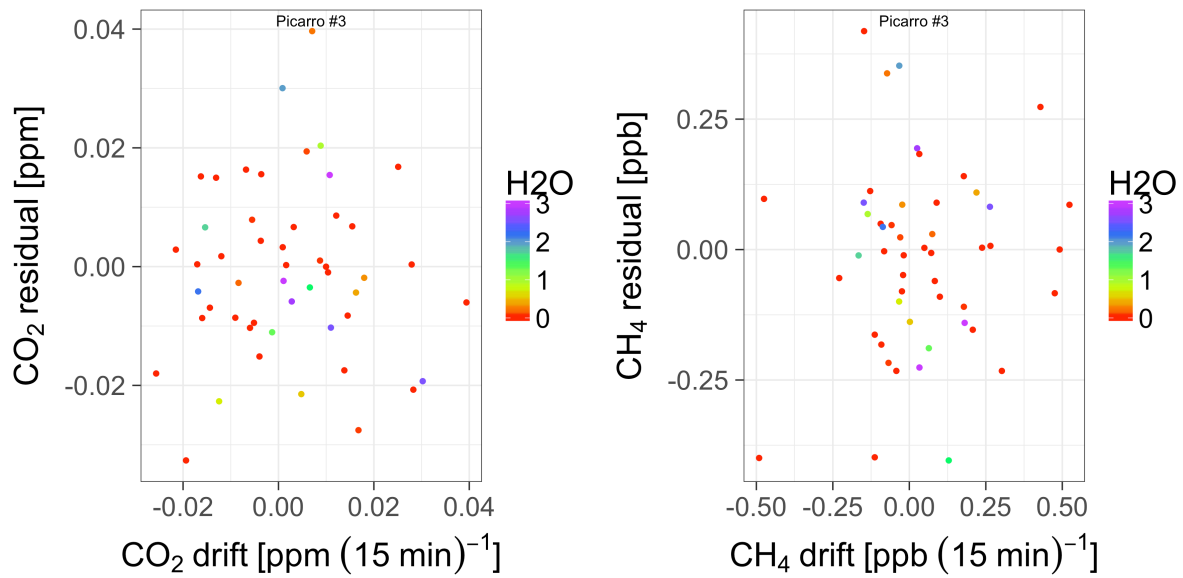 Picarro #3
0.04
0.02
0.00
-0.02
CO2 residual [ppm]
-0.02 0.00 0.02 0.04
CO2 drift [ppm (15 min)−1]
H2O
3
2
1
0
Picarro #3
0.25
0.00
-0.25
CH4 residual [ppb]
-0.50 -0.25 0.00 0.25 0.50
CH4 drift [ppb (15 min)−1]
H2O
3
2
1
0